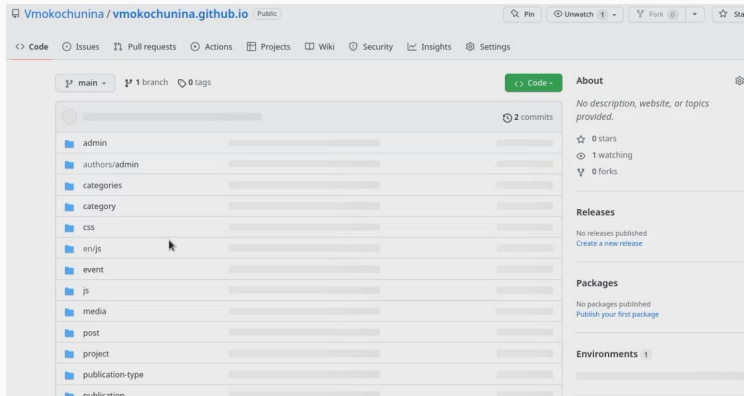 Vmokochunina / vmokochunina.github.io Public
Pin Unwatch 1 Fork 0 Sta
Code Issues Pull requests Actions Projects Wiki Security Insights Settings
main 1 branch 0 tags Code
About
No description, website, or topics
provided.
2 commits
0 stars
1 watching
0 forks
admin
authors/admin
categories
category
css
en/js
event
js
media
post
project
publication-type
publication
Releases
No releases published
Create a new release
Packages
No packages published
Publish your first package
Environments 1